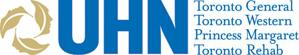 UHN
Toronto General
Toronto Western
Princess Margaret
Toronto Rehab